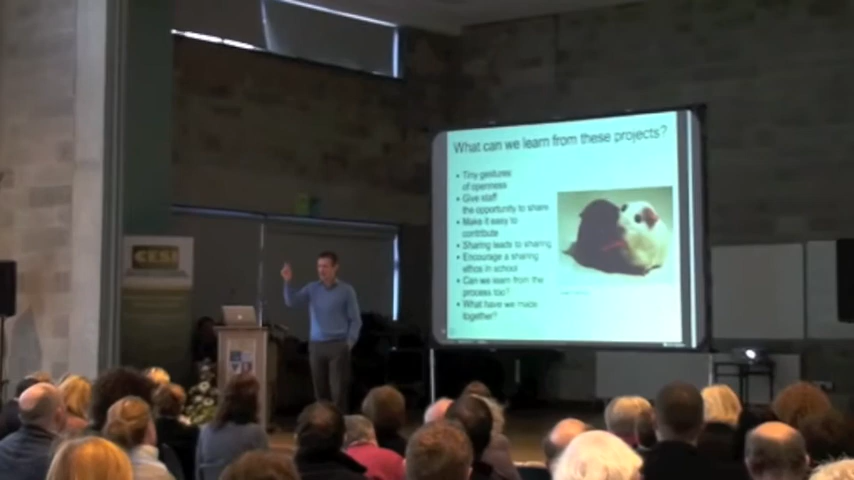 What can we learn from these projects?
• Tiny gestures
of openness
• Give staff
the opportunity to share
• Make it easy to
contribute
• Sharing leads to sharing
• Encourage a sharing
ethos in school
• Can we learn from the
process too?
• What have we made
together?
CESI